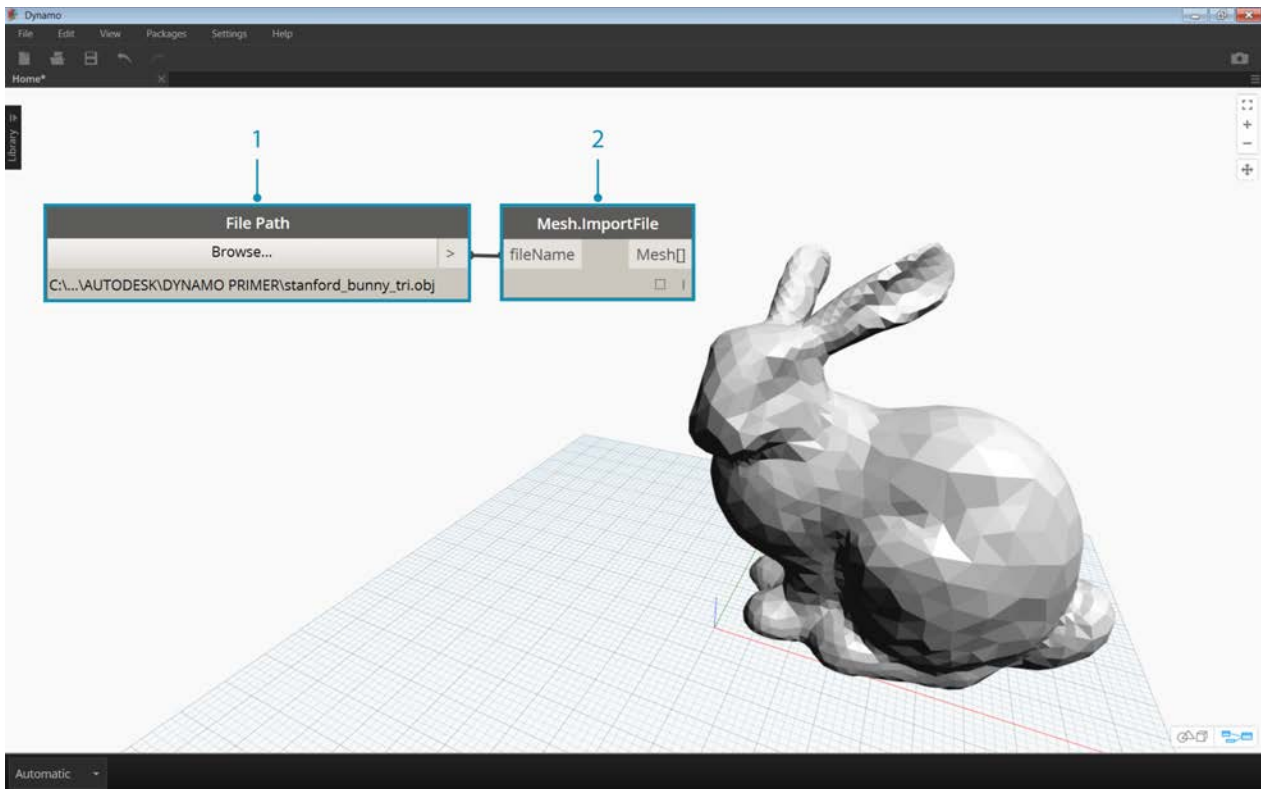 Dynamo
File Edit View Packages Settings Help
Home*
Library
1
2
File Path
Browse...
>
C:\...\AUTODESK\DYNAMO PRIMER\stanford_bunny_tri.obj
Mesh.ImportFile
fileName Mesh[]
l
Automatic